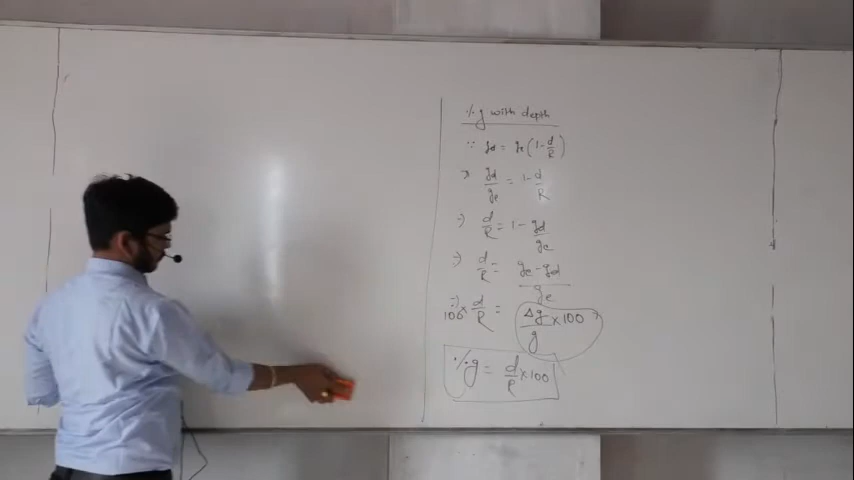 % g with depth
∵ gd = ge (1 - d/R)
⇒ gd/ge = 1 - d/R
⇒ d/R = 1 - gd/ge
⇒ d/R = (ge - gd)/ge
⇒ 100 × d/R = Δg/g × 100
% g = d/R × 100